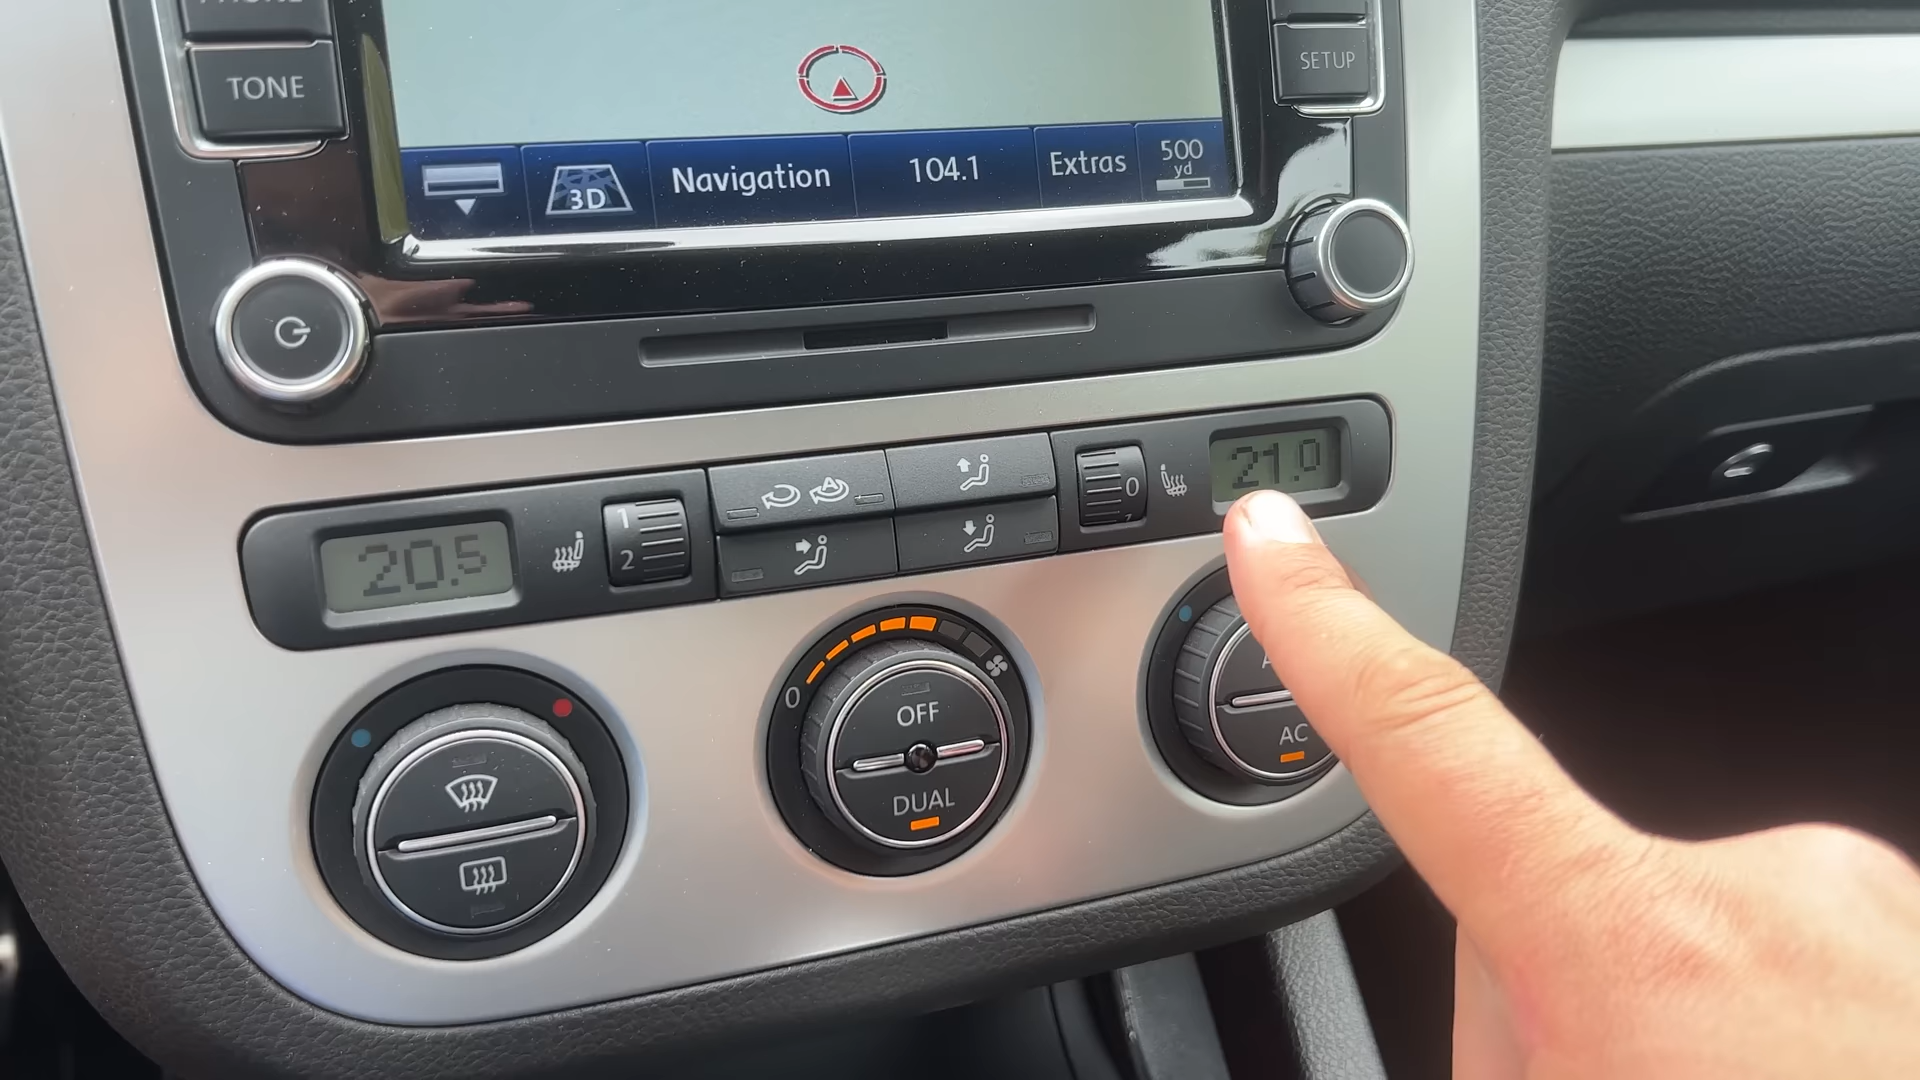 TONE
SETUP
3D
Navigation
104.1
Extras
500
yd
20.5
1
2
A
0
21.0
0
OFF
DUAL
AC